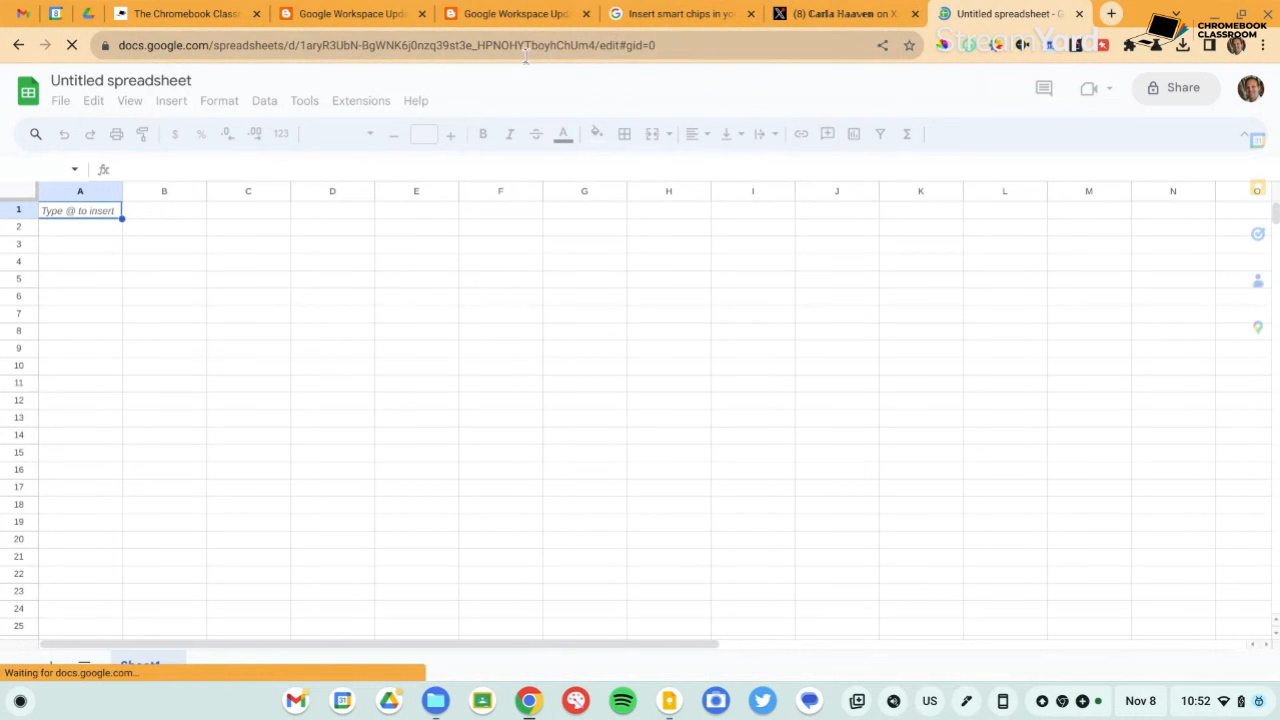 The Chromebook Class
Google Workspace Upd
Google Workspace Upd
Insert smart chips in yo
(8) Carla Haaven on X
Untitled spreadsheet - G
CHROMEBOOK
CLASSROOM
StreamYard
docs.google.com/spreadsheets/d/1aryR3UbN-BgWNK6j0nzq39st3e_HPNOHYTboyhChUm4/edit#gid=0
Untitled spreadsheet
File Edit View Insert Format Data Tools Extensions Help
Share
$ % .0 .00 123 B I S A Σ
fx
A B C D E F G H I J K L M N O
1 Type @ to insert
2
3
4
5
6
7
8
9
10
11
12
13
14
15
16
17
18
19
20
21
22
23
24
25
Sheet1
Waiting for docs.google.com...
US Nov 8 10:52